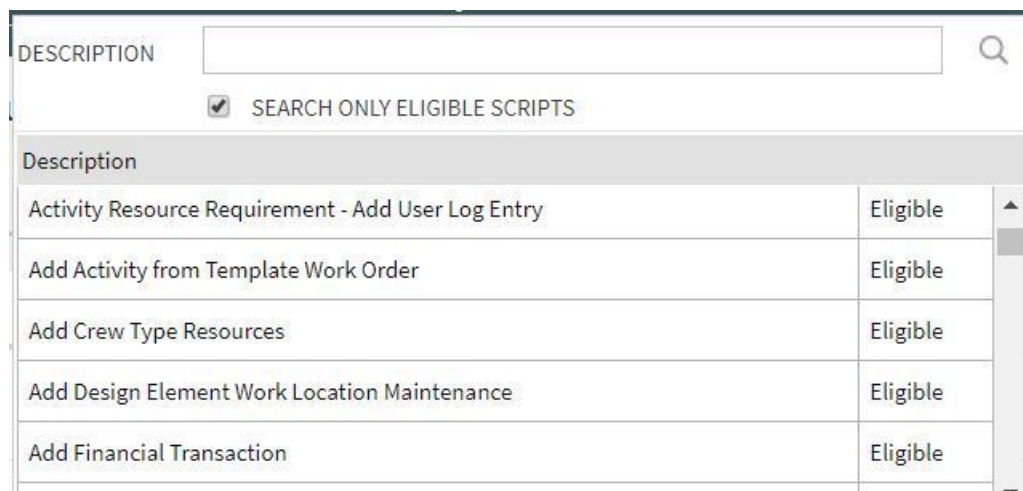 DESCRIPTION
SEARCH ONLY ELIGIBLE SCRIPTS
Description
Activity Resource Requirement - Add User Log Entry Eligible
Add Activity from Template Work Order Eligible
Add Crew Type Resources Eligible
Add Design Element Work Location Maintenance Eligible
Add Financial Transaction Eligible